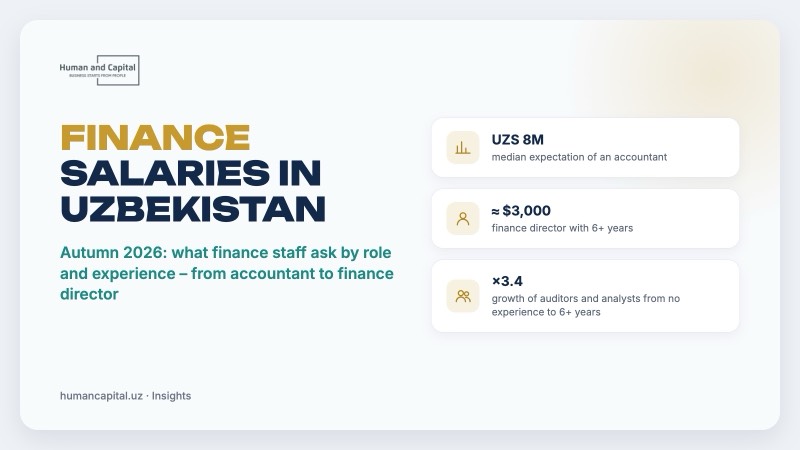 Human and Capital
BUSINESS STARTS FROM PEOPLE
FINANCE
SALARIES IN
UZBEKISTAN
Autumn 2026: what finance staff ask by role
and experience – from accountant to finance
director
UZS 8M
median expectation of an accountant
≈ $3,000
finance director with 6+ years
×3.4
growth of auditors and analysts from no
experience to 6+ years
humancapital.uz · Insights